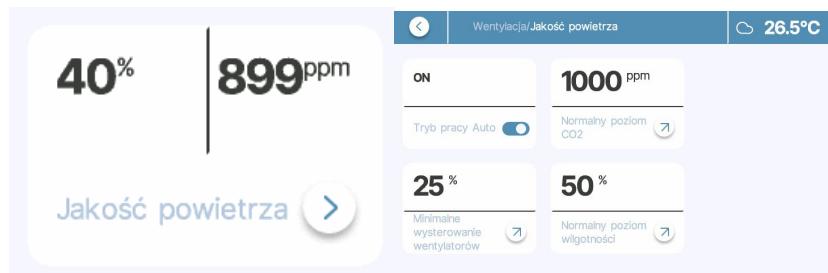 40% 899ppm
Jakość powietrza
Wentylacja/Jakość powietrza 26.5°C
ON
Tryb pracy Auto
1000 ppm
Normalny poziom
CO2
25 %
Minimalne
wysterowanie
wentylatorów
50 %
Normalny poziom
wilgotności